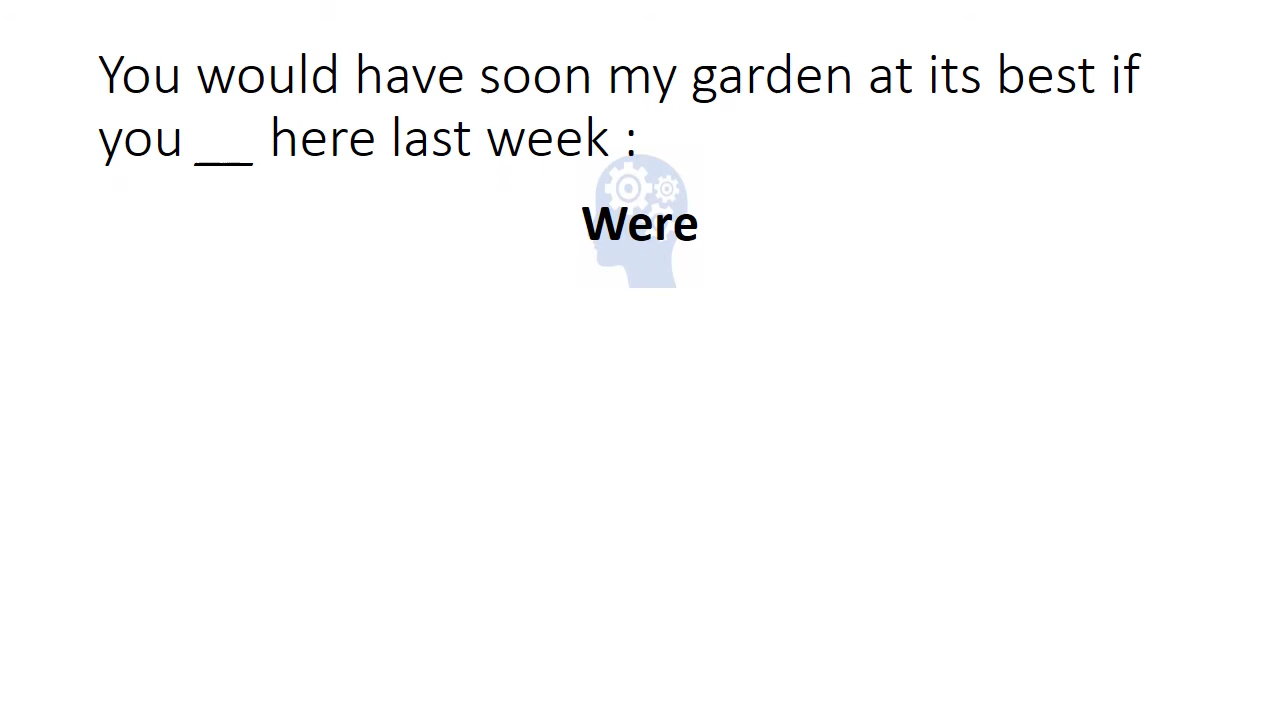 You would have soon my garden at its best if
you __ here last week :
Were